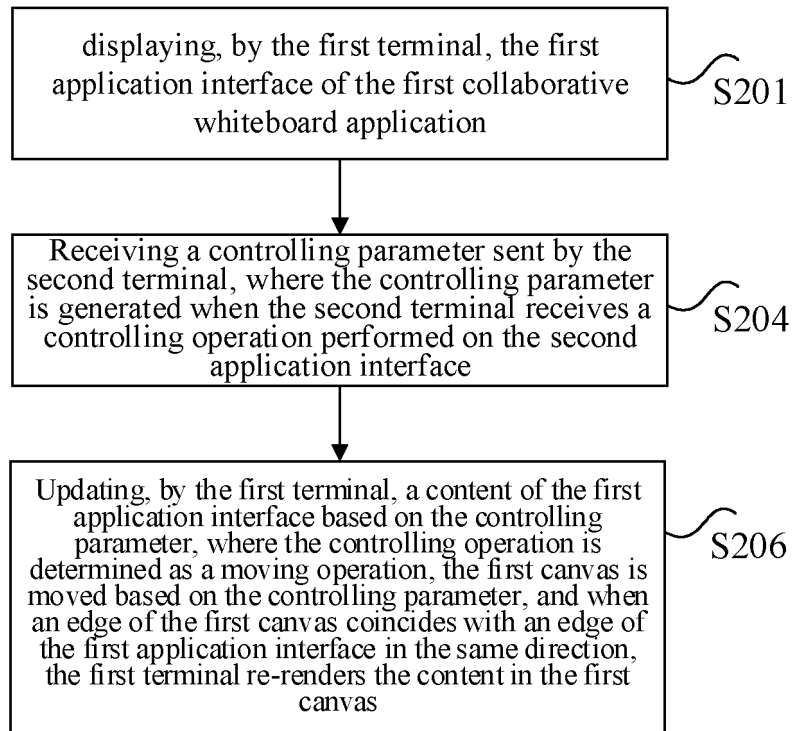 displaying, by the first terminal, the first
application interface of the first collaborative
whiteboard application
S201
Receiving a controlling parameter sent by the
second terminal, where the controlling parameter
is generated when the second terminal receives a
controlling operation performed on the second
application interface
S204
Updating, by the first terminal, a content of the first
application interface based on the controlling
parameter, where the controlling operation is
determined as a moving operation, the first canvas is
moved based on the controlling parameter, and when
an edge of the first canvas coincides with an edge of
the first application interface in the same direction,
the first terminal re-renders the content in the first
canvas
S206